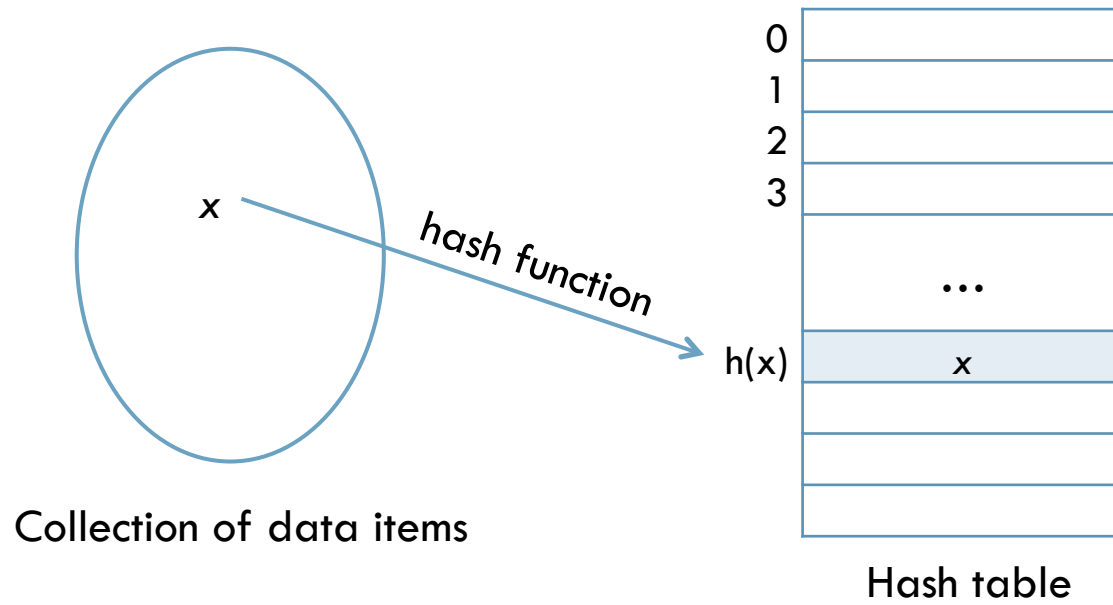 0
1
2
3
x
hash function
...
h(x)
x
Collection of data items
Hash table